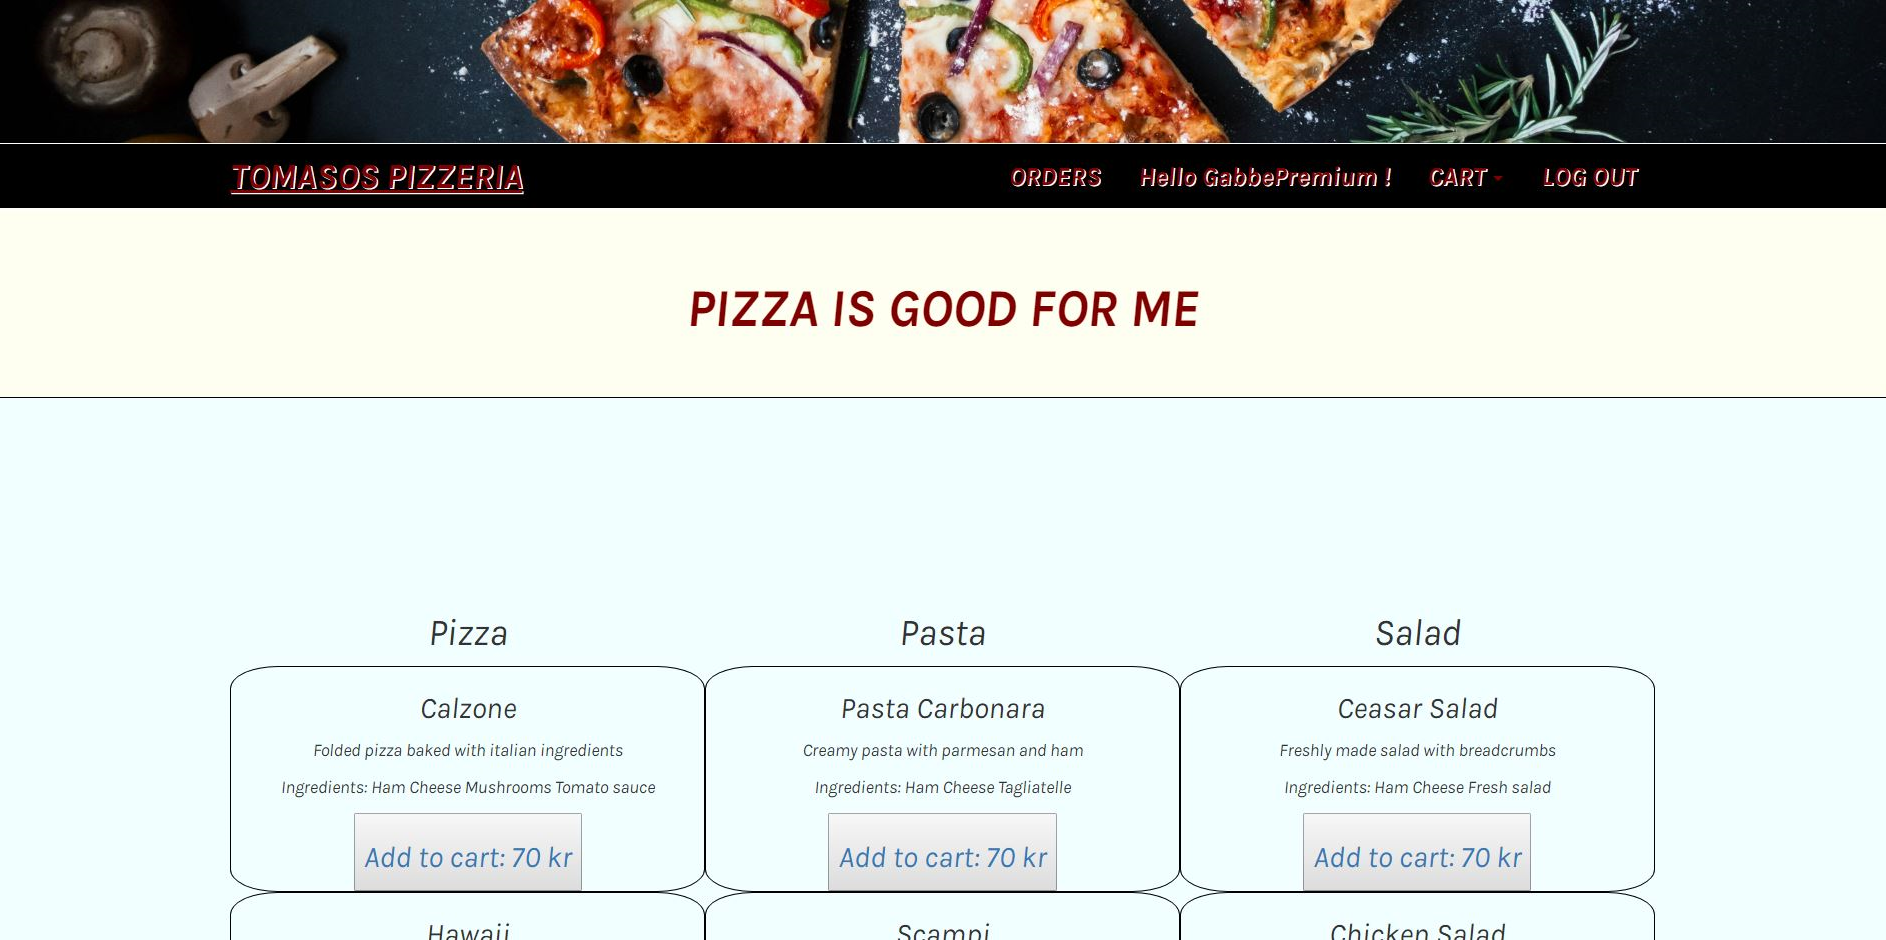 TOMASOS PIZZERIA ORDERS Hello GabbePremium ! CART LOG OUT
PIZZA IS GOOD FOR ME
Pizza Pasta Salad
Calzone Pasta Carbonara Ceasar Salad
Folded pizza baked with italian ingredients Creamy pasta with parmesan and ham Freshly made salad with breadcrumbs
Ingredients: Ham Cheese Mushrooms Tomato sauce Ingredients: Ham Cheese Tagliatelle Ingredients: Ham Cheese Fresh salad
Add to cart: 70 kr Add to cart: 70 kr Add to cart: 70 kr
Hawaii Scampi Chicken Salad